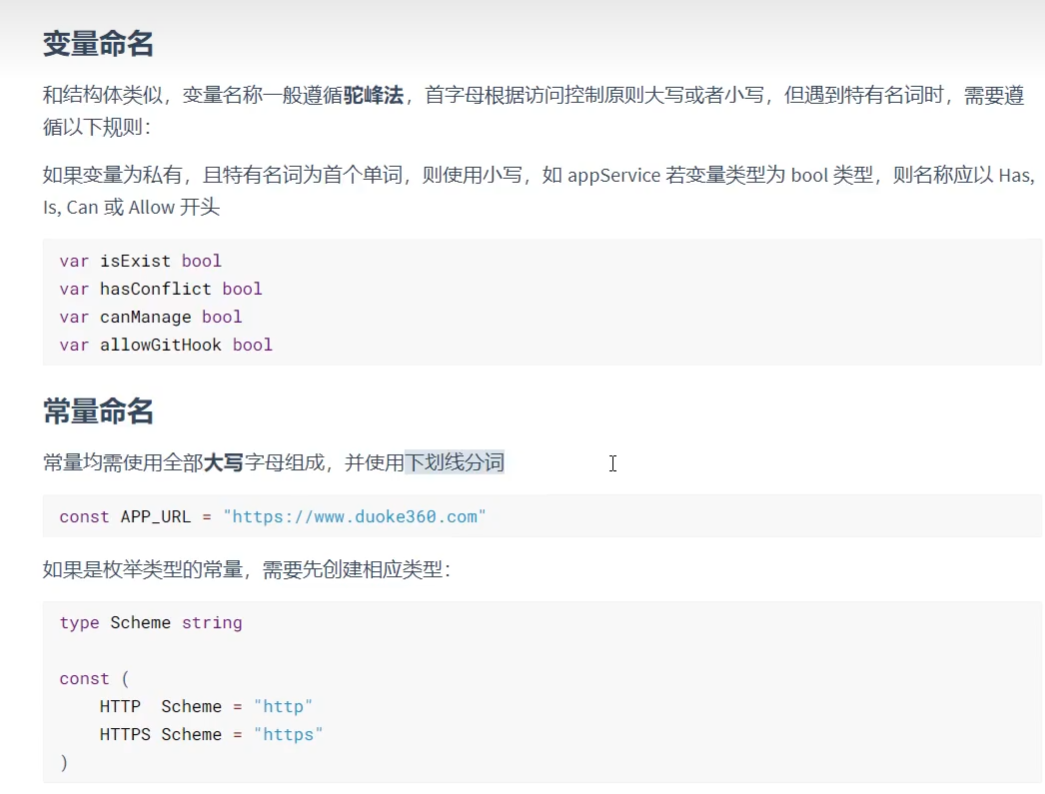 变量命名
和结构体类似，变量名称一般遵循驼峰法，首字母根据访问控制原则大写或者小写，但遇到特有名词时，需要遵
循以下规则：
如果变量为私有，且特有名词为首个单词，则使用小写，如 appService 若变量类型为 bool 类型，则名称应以 Has,
Is, Can 或 Allow 开头
var isExist bool
var hasConflict bool
var canManage bool
var allowGitHook bool
常量命名
常量均需使用全部大写字母组成，并使用下划线分词
const APP_URL = "https://www.duoke360.com"
如果是枚举类型的常量，需要先创建相应类型：
type Scheme string
const (
    HTTP  Scheme = "http"
    HTTPS Scheme = "https"
)